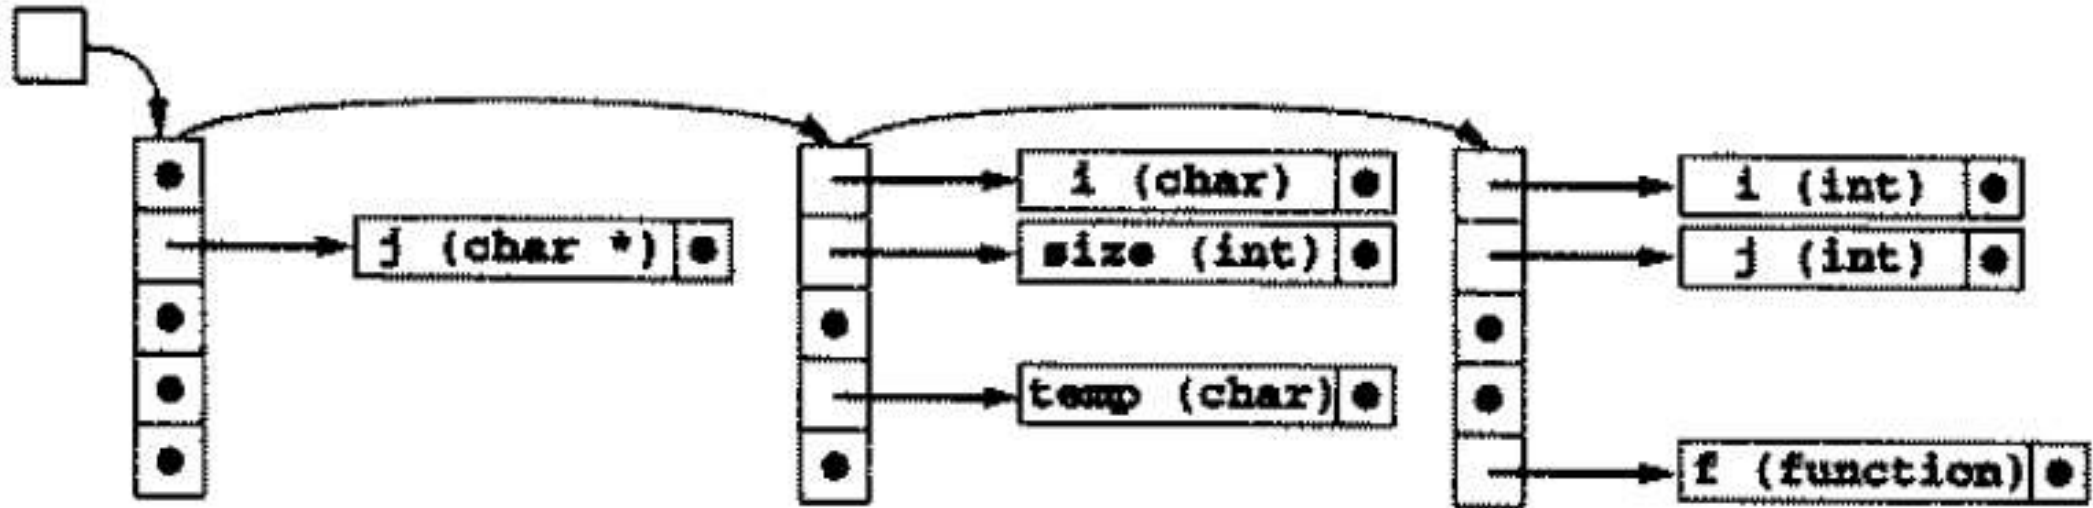 i (char)
i (int)
j (char *)
size (int)
j (int)
temp (char)
f (function)